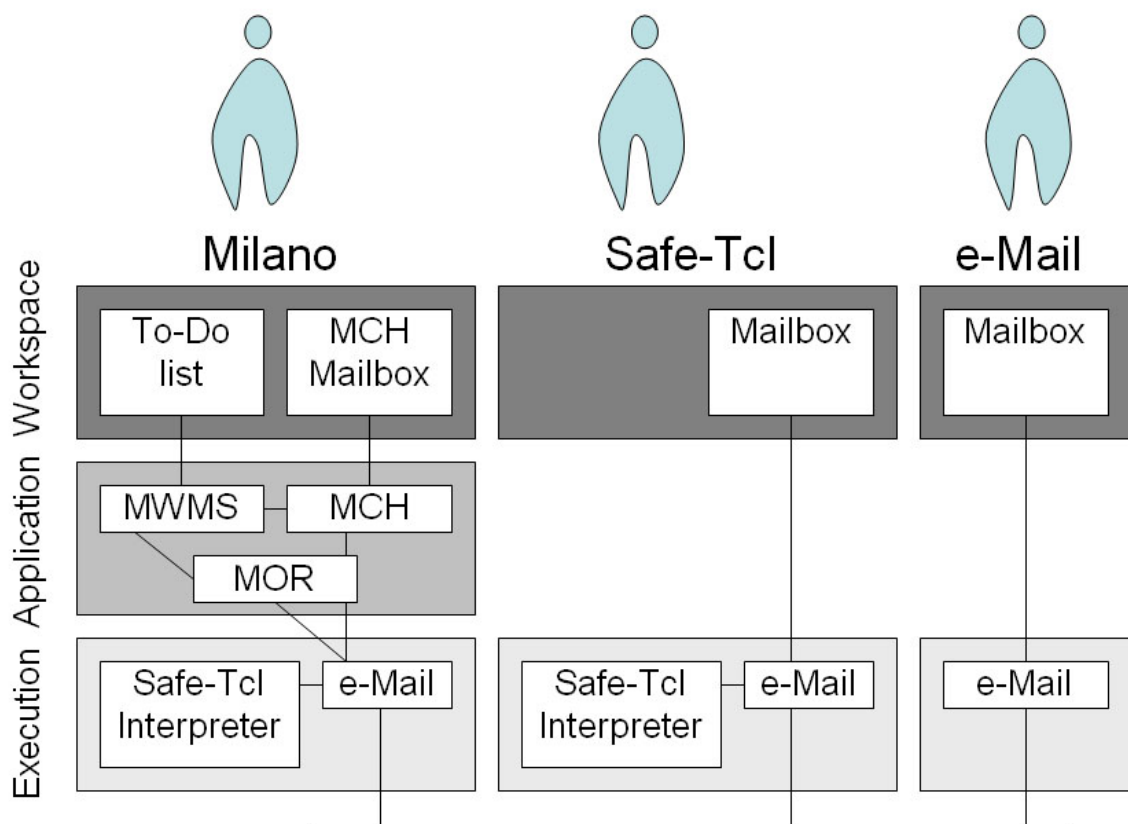 Milano
Safe-Tcl
e-Mail
Workspace
To-Do
list
MCH
Mailbox
Mailbox
Mailbox
Application
MWMS
MCH
MOR
Execution
Safe-Tcl
Interpreter
e-Mail
Safe-Tcl
Interpreter
e-Mail
e-Mail